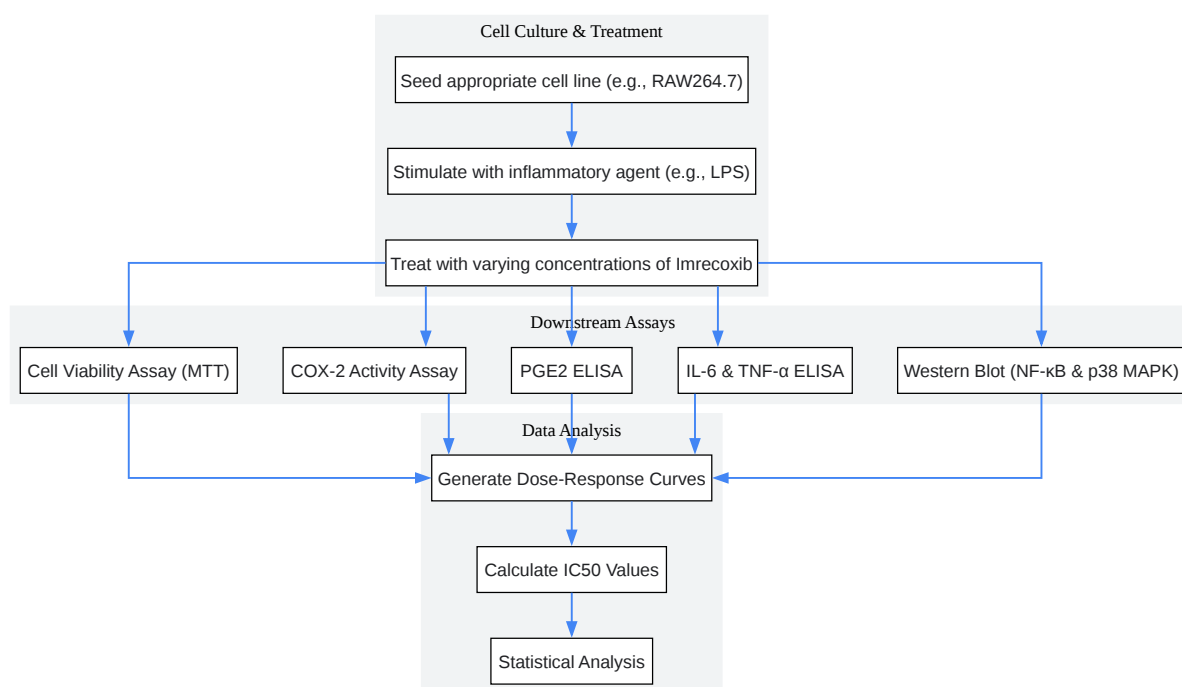 Cell Culture & Treatment
Seed appropriate cell line (e.g., RAW264.7)
Stimulate with inflammatory agent (e.g., LPS)
Treat with varying concentrations of Imrecoxib
Downstream Assays
Cell Viability Assay (MTT)
COX-2 Activity Assay
PGE2 ELISA
IL-6 & TNF-α ELISA
Western Blot (NF-κB & p38 MAPK)
Data Analysis
Generate Dose-Response Curves
Calculate IC50 Values
Statistical Analysis